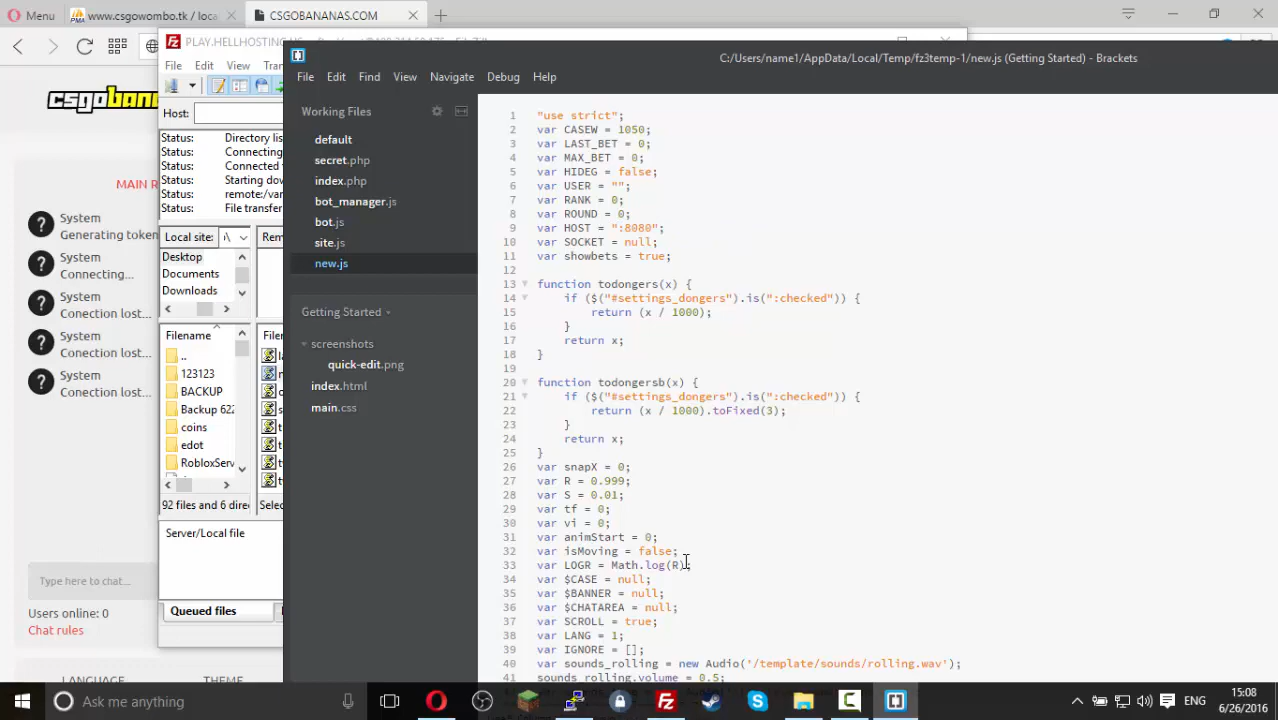 Menu
www.csgowombo.tk / local
CSGOBANANAS.COM
PLAY.HELLHOSTING
File Edit View
Host:
Status: Directory list
Status: Connecting
Status: Connected
Status: Starting dow
Status: remote:/var
Status: File transfer
Local site: \
Rem
Desktop
Documents
Downloads
Filename
..
123123
BACKUP
Backup 622
coins
edot
RobloxServ
92 files and 6 direc
Selec
Server/Local file
Queued files
csgobana
MAIN R
System
Generating token
System
Connecting...
System
Conection lost...
System
Conection lost...
System
Conection lost...
Type here to chat...
Users online: 0
Chat rules
C:/Users/name1/AppData/Local/Temp/fz3temp-1/new.js (Getting Started) - Brackets
File Edit Find View Navigate Debug Help
Working Files
default
secret.php
index.php
bot_manager.js
bot.js
site.js
new.js
Getting Started
screenshots
quick-edit.png
index.html
main.css
1 "use strict";
2 var CASEW = 1050;
3 var LAST_BET = 0;
4 var MAX_BET = 0;
5 var HIDEG = false;
6 var USER = "";
7 var RANK = 0;
8 var ROUND = 0;
9 var HOST = ":8080";
10 var SOCKET = null;
11 var showbets = true;
12
13 function todongers(x) {
14 if ($("#settings_dongers").is(":checked")) {
15 return (x / 1000);
16 }
17 return x;
18 }
19
20 function todongersb(x) {
21 if ($("#settings_dongers").is(":checked")) {
22 return (x / 1000).toFixed(3);
23 }
24 return x;
25 }
26 var snapX = 0;
27 var R = 0.999;
28 var S = 0.01;
29 var tf = 0;
30 var vi = 0;
31 var animStart = 0;
32 var isMoving = false;
33 var LOGR = Math.log(R);
34 var $CASE = null;
35 var $BANNER = null;
36 var $CHATAREA = null;
37 var SCROLL = true;
38 var LANG = 1;
39 var IGNORE = [];
40 var sounds_rolling = new Audio('/template/sounds/rolling.wav');
41 sounds_rolling.volume = 0.5;
Ask me anything
ENG
15:08
6/26/2016